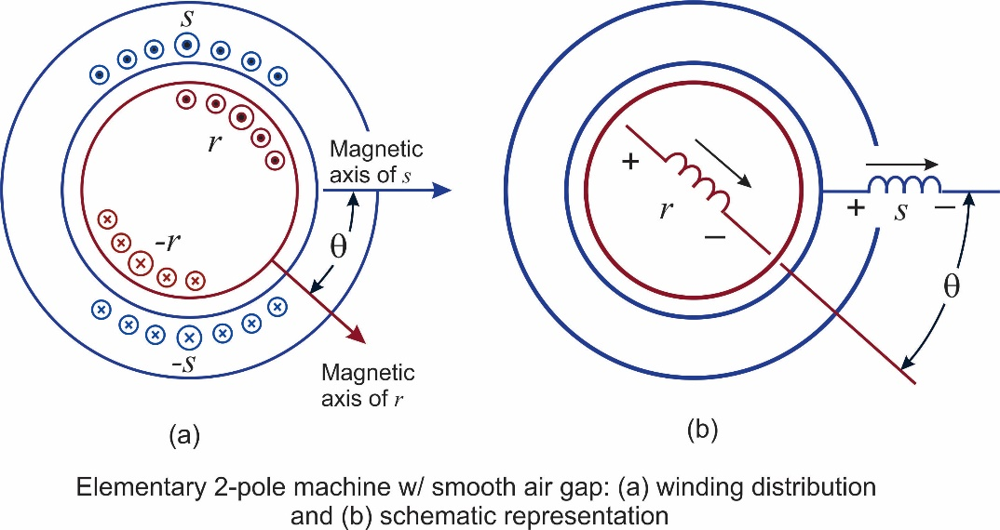 s
r
-r
-s
Magnetic
axis of s
θ
Magnetic
axis of r
(a)
+
r
−
+ s −
θ
(b)
Elementary 2-pole machine w/ smooth air gap: (a) winding distribution
and (b) schematic representation